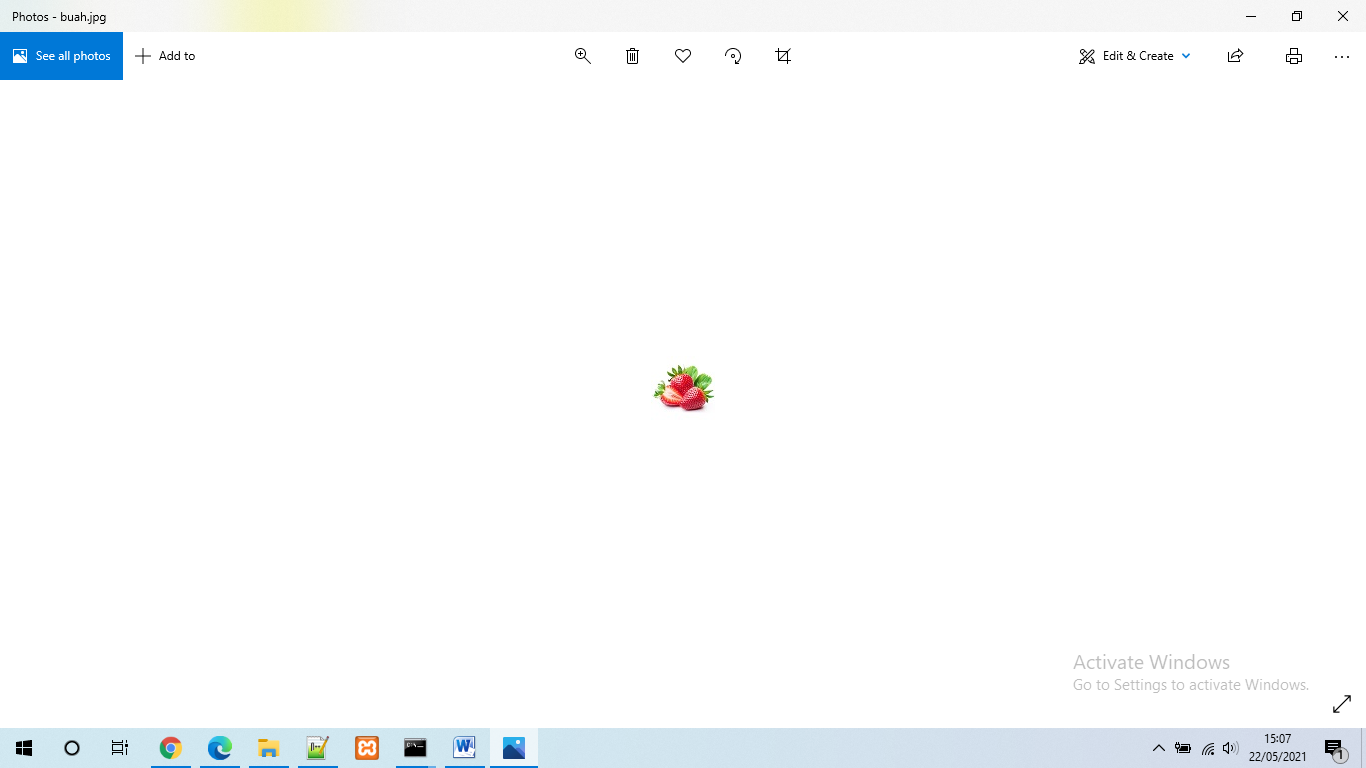 Photos - buah.jpg
See all photos
Add to
Edit & Create
Activate Windows
Go to Settings to activate Windows.
15:07
22/05/2021
1